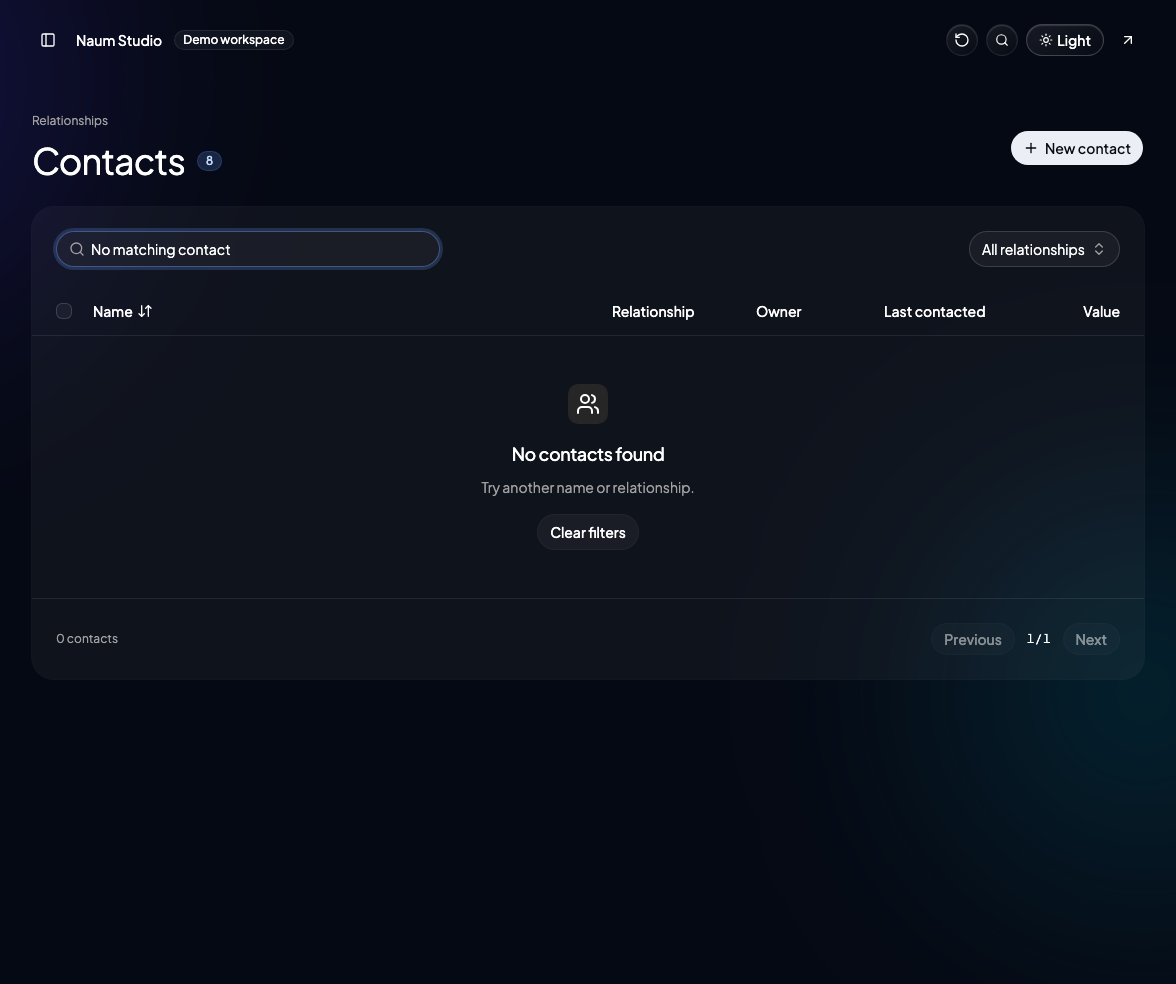 Naum Studio Demo workspace Light
Relationships
Contacts 8
New contact
No matching contact All relationships
Name Relationship Owner Last contacted Value
No contacts found
Try another name or relationship.
Clear filters
0 contacts Previous 1/1 Next